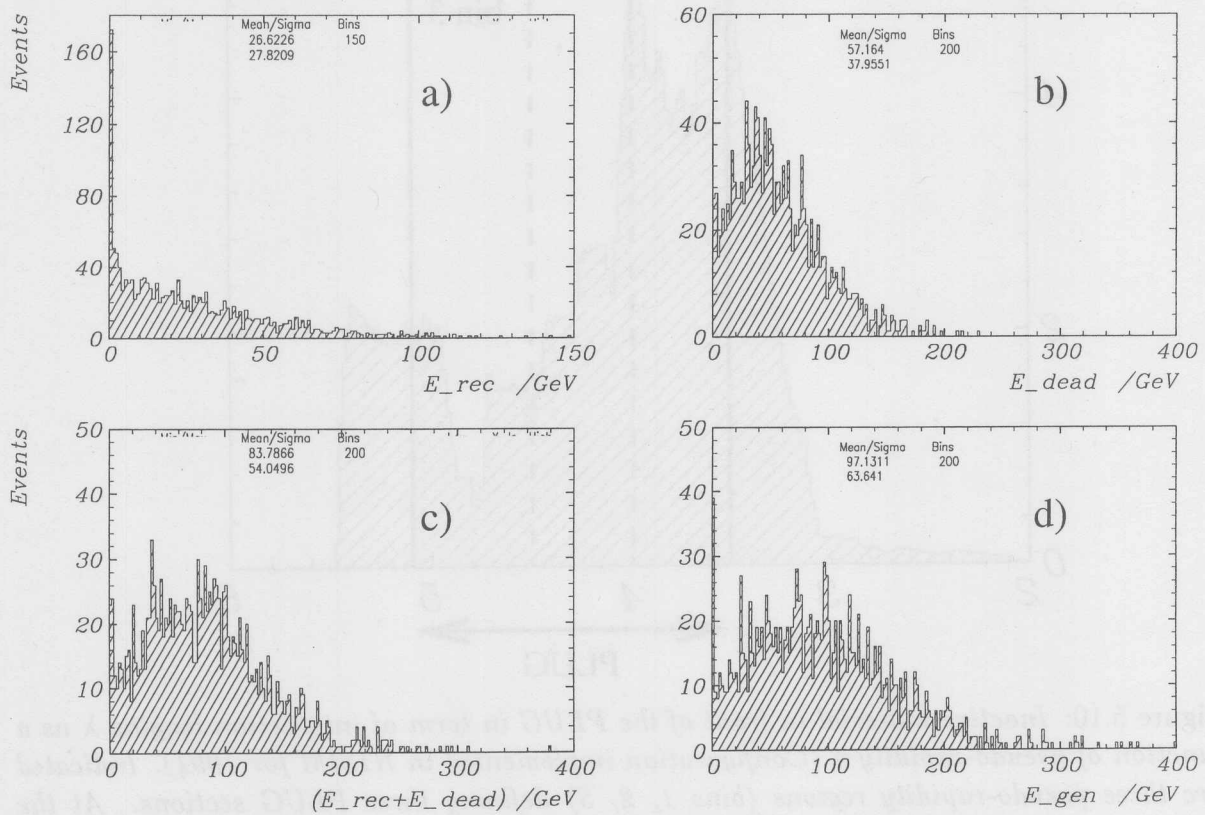 Events
Mean/Sigma Bins
26.6226 150
27.8209
a)
160
120
80
40
0
0 50 100 150
E_rec /GeV
60
Mean/Sigma Bins
57.164 200
37.9551
b)
40
20
0
0 100 200 300 400
E_dead /GeV
Events
50
Mean/Sigma Bins
83.7866 200
54.0496
c)
40
30
20
10
0
0 100 200 300 400
(E_rec+E_dead) /GeV
50
Mean/Sigma Bins
97.1311 200
63.641
d)
40
30
20
10
0
0 100 200 300 400
E_gen /GeV
PLUG